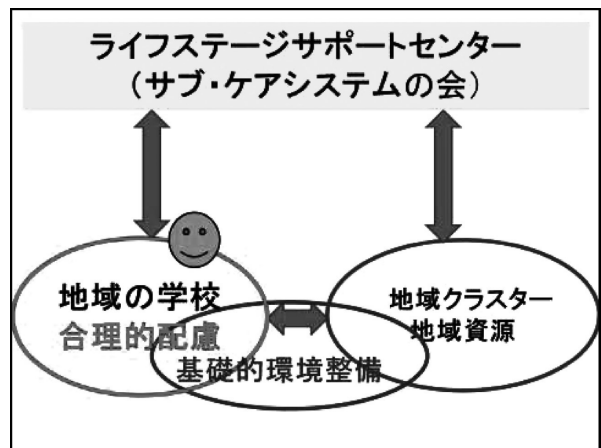 ライフステージサポートセンター
（サブ・ケアシステムの会）
地域の学校
合理的配慮
地域クラスター
地域資源
基礎的環境整備